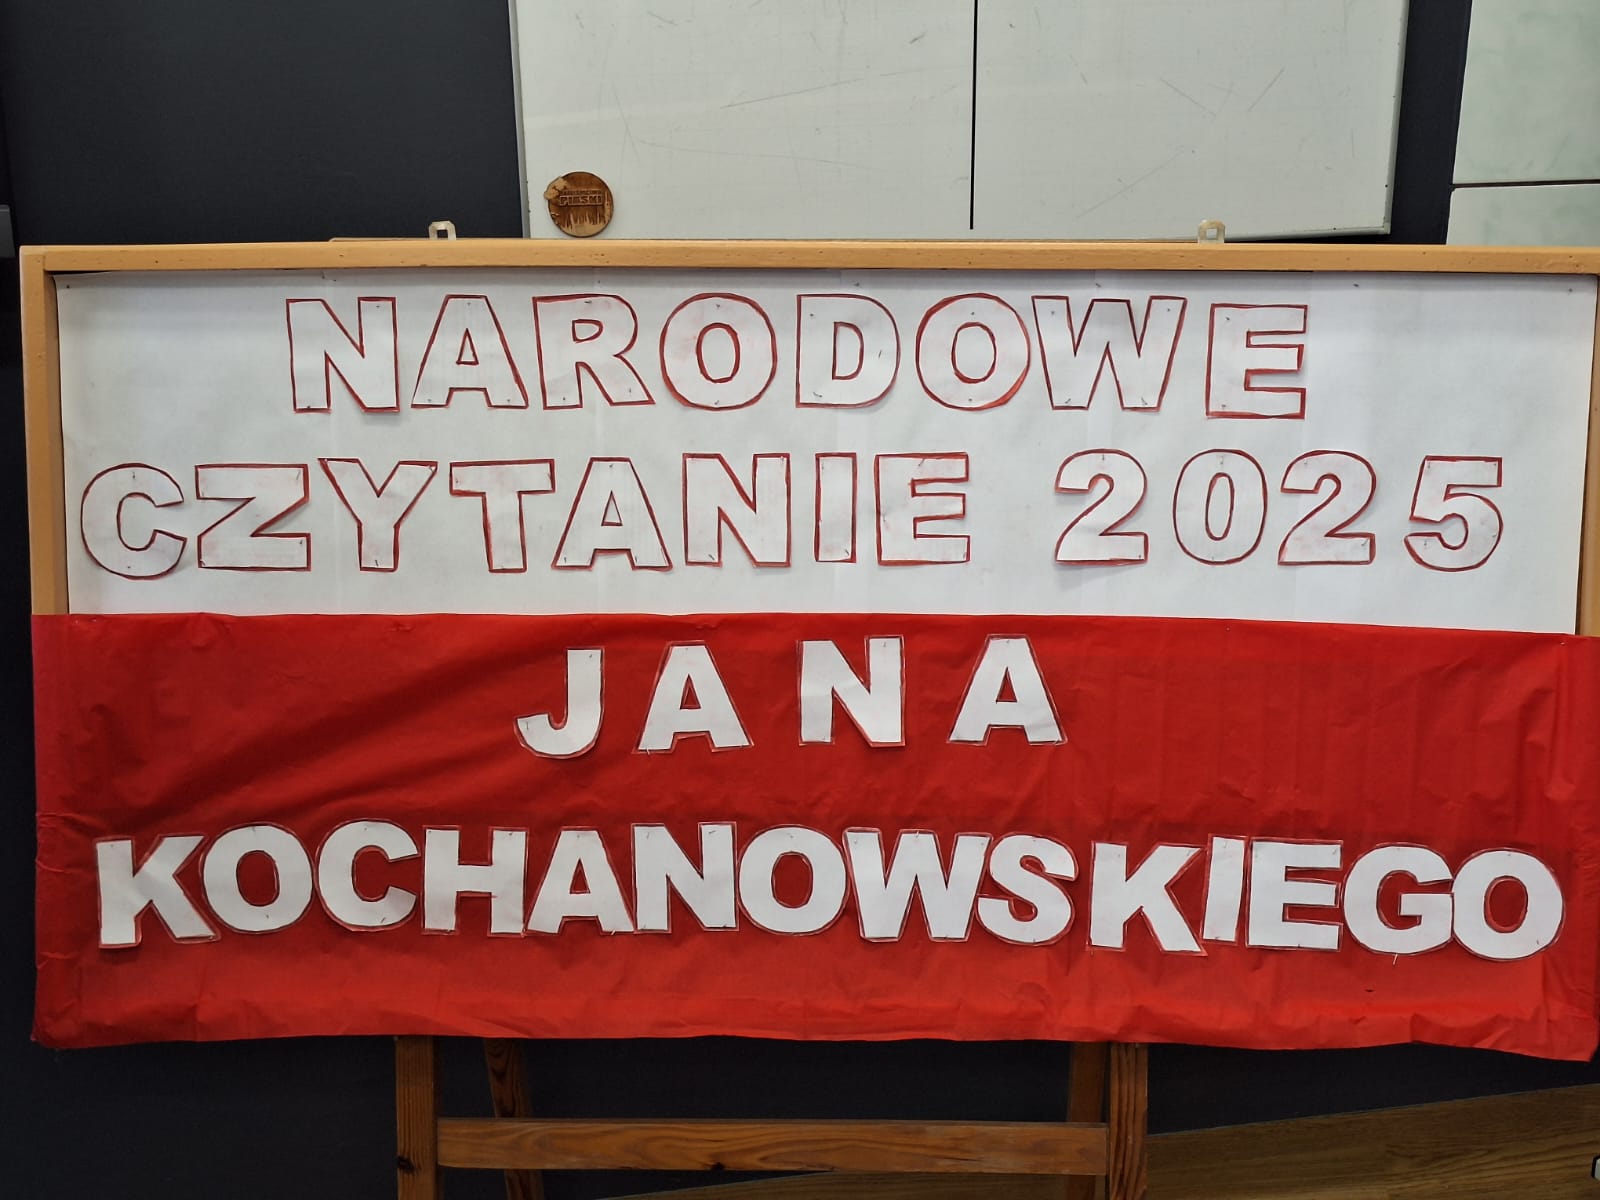 NARODOWE
CZYTANIE 2025
JANA
KOCHANOWSKIEGO